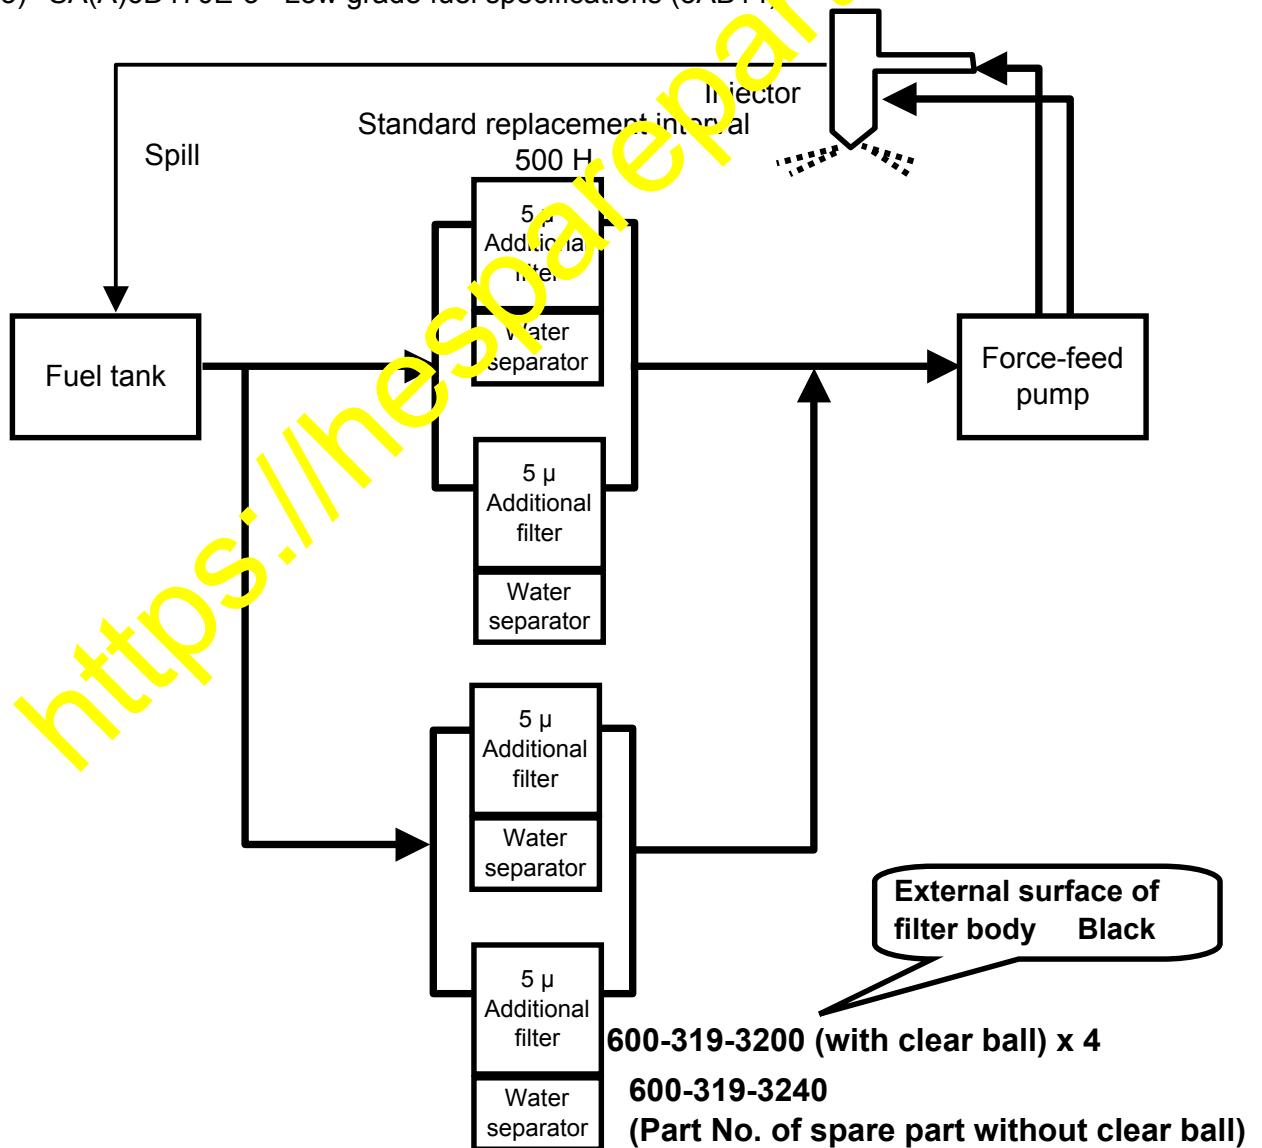 Injector
Standard replacement interval
500 H
Spill
5 µ
Additional
filter
Water
separator
Fuel tank
Force-feed
pump
5 µ
Additional
filter
Water
separator
5 µ
Additional
filter
Water
separator
External surface of
filter body Black
5 µ
Additional
filter
600-319-3200 (with clear ball) x 4
Water
separator
600-319-3240
(Part No. of spare part without clear ball)
https://hesparepar